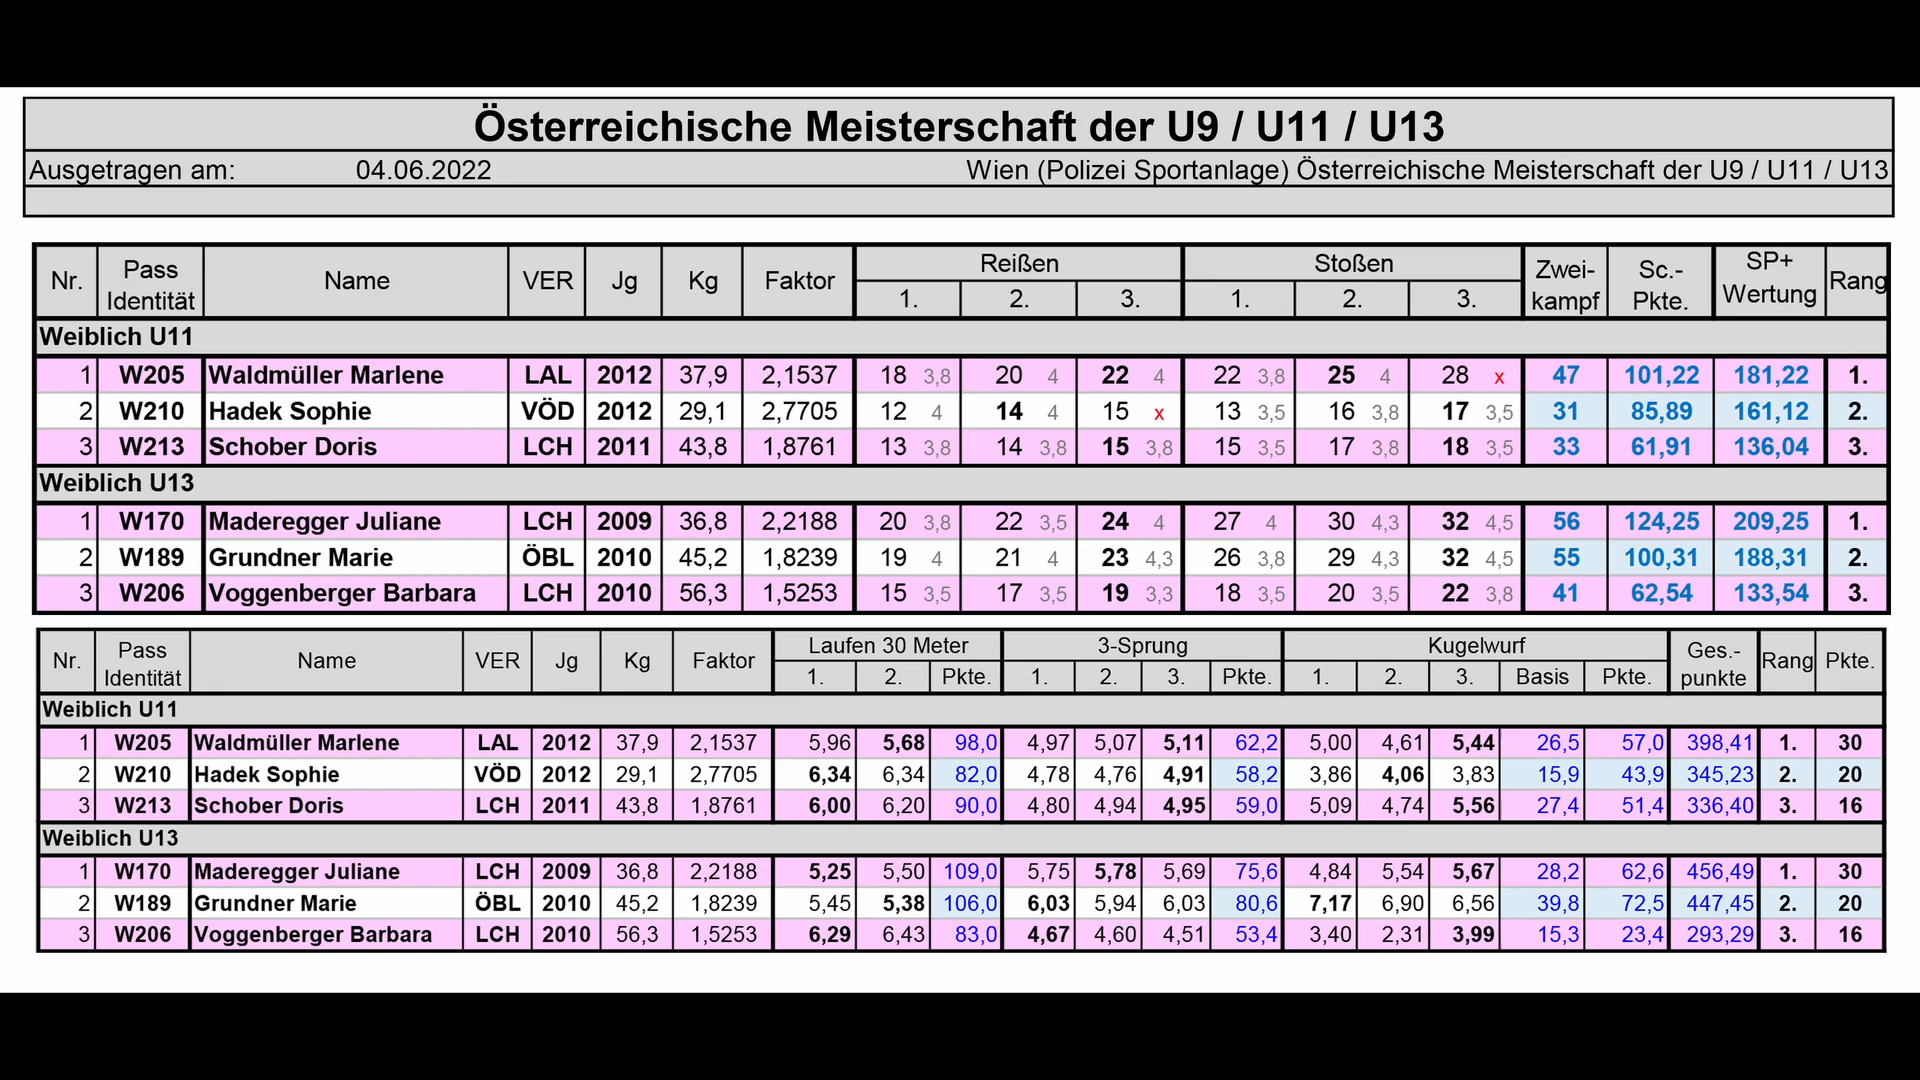 Österreichische Meisterschaft der U9 / U11 / U13
Ausgetragen am: 04.06.2022 Wien (Polizei Sportanlage) Österreichische Meisterschaft der U9 / U11 / U13
Nr. Pass Identität Name VER Jg Kg Faktor Reißen Stoßen Zwei-kampf Sc.-Pkte. SP+ Wertung Rang
1. 2. 3. 1. 2. 3.
Weiblich U11
1 W205 Waldmüller Marlene LAL 2012 37,9 2,1537 18 3,8 20 4 22 4 22 3,8 25 4 28 x 47 101,22 181,22 1.
2 W210 Hadek Sophie VÖD 2012 29,1 2,7705 12 4 14 4 15 x 13 3,5 16 3,8 17 3,5 31 85,89 161,12 2.
3 W213 Schober Doris LCH 2011 43,8 1,8761 13 3,8 14 3,8 15 3,8 15 3,5 17 3,8 18 3,5 33 61,91 136,04 3.
Weiblich U13
1 W170 Maderegger Juliane LCH 2009 36,8 2,2188 20 3,8 22 3,5 24 4 27 4 30 4,3 32 4,5 56 124,25 209,25 1.
2 W189 Grundner Marie ÖBL 2010 45,2 1,8239 19 4 21 4 23 4,3 26 3,8 29 4,3 32 4,5 55 100,31 188,31 2.
3 W206 Voggenberger Barbara LCH 2010 56,3 1,5253 15 3,5 17 3,5 19 3,3 18 3,5 20 3,5 22 3,8 41 62,54 133,54 3.
Nr. Pass Identität Name VER Jg Kg Faktor Laufen 30 Meter 3-Sprung Kugelwurf Ges.-punkte Rang Pkte.
1. 2. Pkte. 1. 2. 3. Pkte. 1. 2. 3. Basis Pkte.
Weiblich U11
1 W205 Waldmüller Marlene LAL 2012 37,9 2,1537 5,96 5,68 98,0 4,97 5,07 5,11 62,2 5,00 4,61 5,44 26,5 57,0 398,41 1. 30
2 W210 Hadek Sophie VÖD 2012 29,1 2,7705 6,34 6,34 82,0 4,78 4,76 4,91 58,2 3,86 4,06 3,83 15,9 43,9 345,23 2. 20
3 W213 Schober Doris LCH 2011 43,8 1,8761 6,00 6,20 90,0 4,80 4,94 4,95 59,0 5,09 4,74 5,56 27,4 51,4 336,40 3. 16
Weiblich U13
1 W170 Maderegger Juliane LCH 2009 36,8 2,2188 5,25 5,50 109,0 5,75 5,78 5,69 75,6 4,84 5,54 5,67 28,2 62,6 456,49 1. 30
2 W189 Grundner Marie ÖBL 2010 45,2 1,8239 5,45 5,38 106,0 6,03 5,94 6,03 80,6 7,17 6,90 6,56 39,8 72,5 447,45 2. 20
3 W206 Voggenberger Barbara LCH 2010 56,3 1,5253 6,29 6,43 83,0 4,67 4,60 4,51 53,4 3,40 2,31 3,99 15,3 23,4 293,29 3. 16